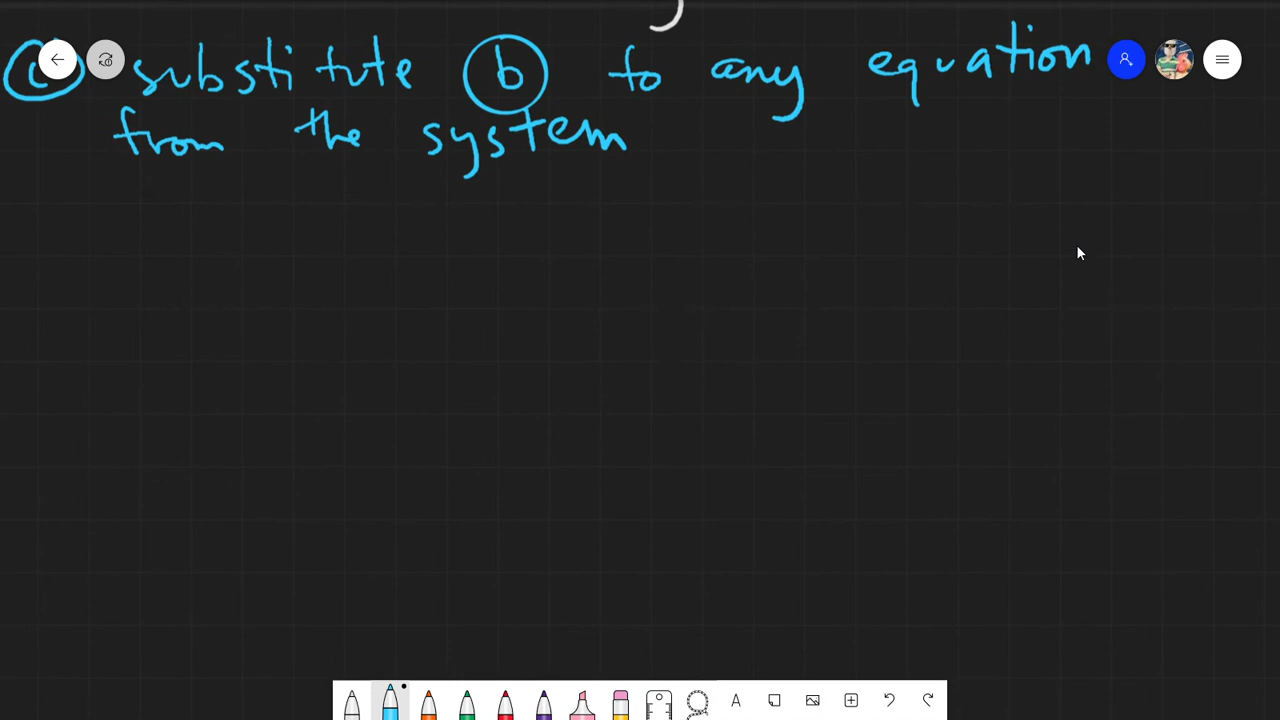 c substitute b to any equation
from the system